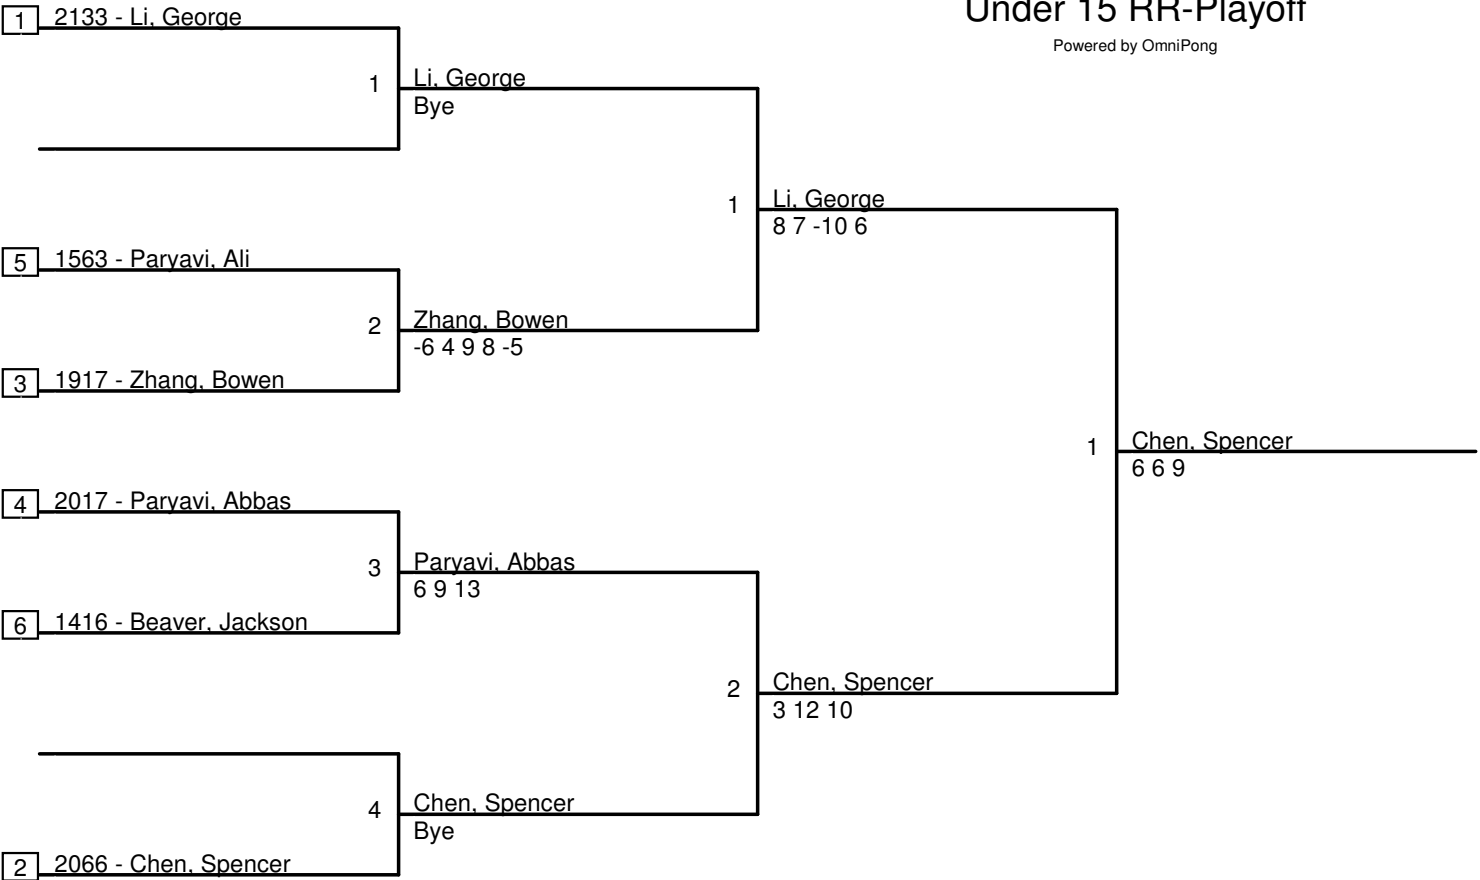 Under 15 RR-Playoff
Powered by OmniPong
1 2133 - Li, George
1 Li, George
Bye
1 Li, George
8 7 -10 6
5 1563 - Paryavi, Ali
2 Zhang, Bowen
-6 4 9 8 -5
3 1917 - Zhang, Bowen
1 Chen, Spencer
6 6 9
4 2017 - Paryavi, Abbas
3 Paryavi, Abbas
6 9 13
6 1416 - Beaver, Jackson
2 Chen, Spencer
3 12 10
4 Chen, Spencer
Bye
2 2066 - Chen, Spencer